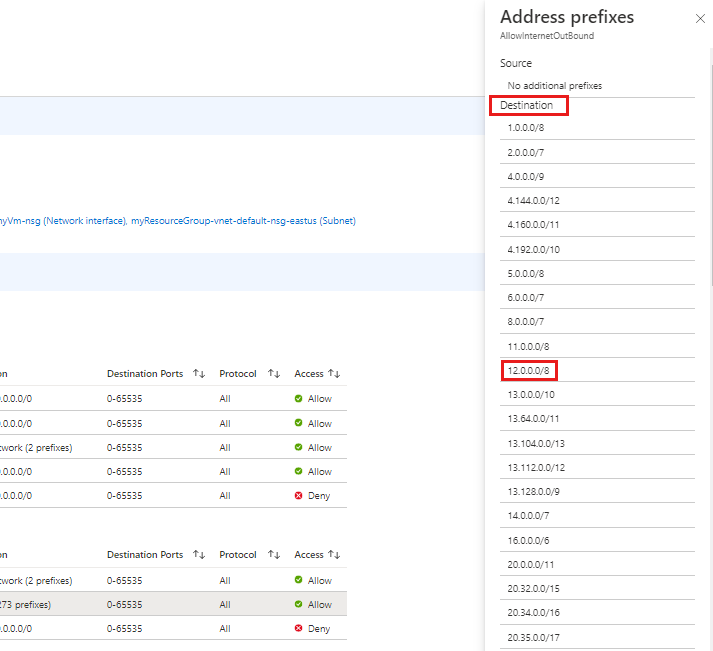 Address prefixes
AllowInternetOutBound
Source
No additional prefixes
Destination
1.0.0.0/8
2.0.0.0/7
4.0.0.0/9
4.144.0.0/12
4.160.0.0/11
4.192.0.0/10
5.0.0.0/8
6.0.0.0/7
8.0.0.0/7
11.0.0.0/8
12.0.0.0/8
13.0.0.0/10
13.64.0.0/11
13.104.0.0/13
13.112.0.0/12
13.128.0.0/9
14.0.0.0/7
16.0.0.0/6
20.0.0.0/11
20.32.0.0/15
20.34.0.0/16
20.35.0.0/17
myVm-nsg (Network interface), myResourceGroup-vnet-default-nsg-eastus (Subnet)
on Destination Ports ↑↓ Protocol ↑↓ Access ↑↓
.0.0.0/0 0-65535 All Allow
.0.0.0/0 0-65535 All Allow
twork (2 prefixes) 0-65535 All Allow
.0.0.0/0 0-65535 All Allow
.0.0.0/0 0-65535 All Deny
on Destination Ports ↑↓ Protocol ↑↓ Access ↑↓
twork (2 prefixes) 0-65535 All Allow
273 prefixes) 0-65535 All Allow
.0.0.0/0 0-65535 All Deny